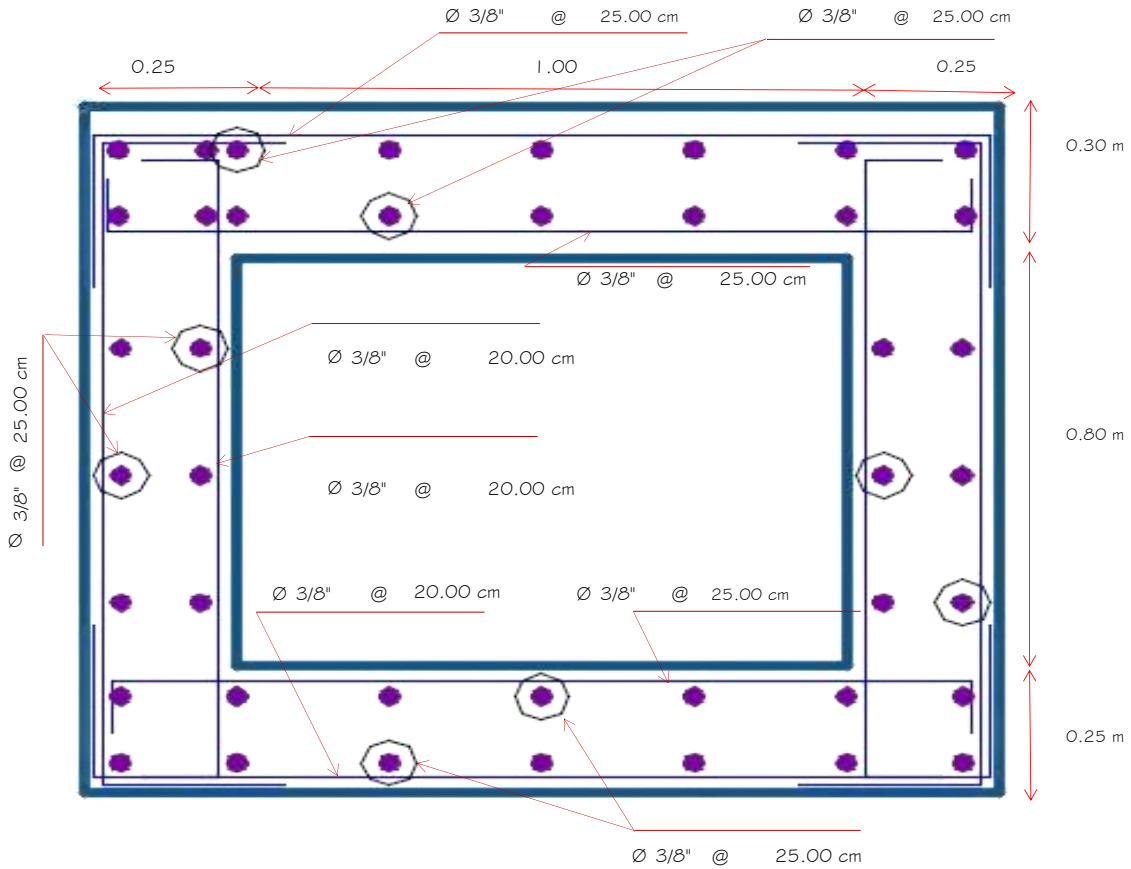 Ø 3/8" @ 25.00 cm
Ø 3/8" @ 25.00 cm
0.25
1.00
0.25
0.30 m
Ø 3/8" @ 25.00 cm
Ø 3/8" @ 20.00 cm
Ø 3/8" @ 25.00 cm
0.80 m
Ø 3/8" @ 20.00 cm
Ø 3/8" @ 20.00 cm
Ø 3/8" @ 25.00 cm
0.25 m
Ø 3/8" @ 25.00 cm